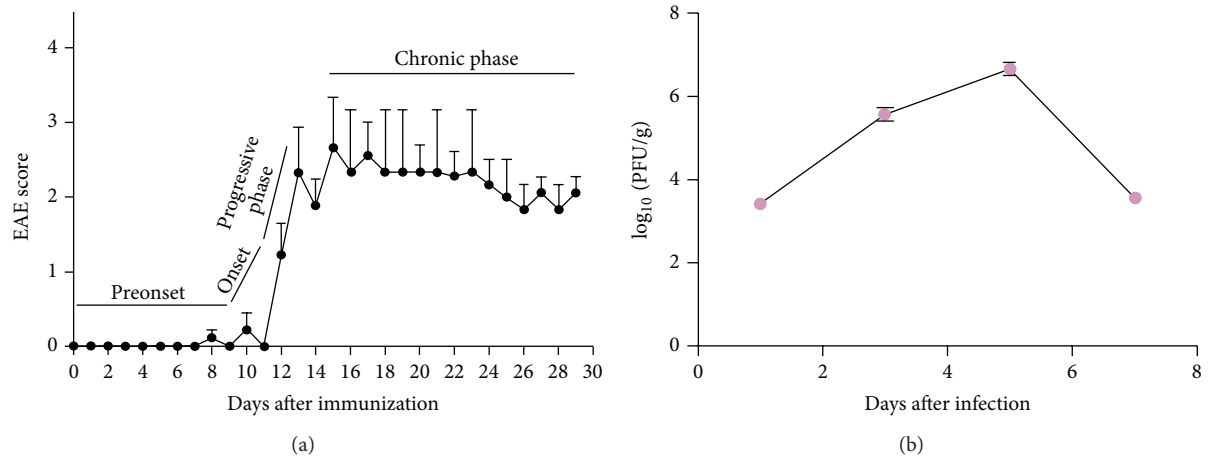 4
3
2
1
0
EAE score
Preonset
Onset
Progressive
phase
Chronic phase
0 2 4 6 8 10 12 14 16 18 20 22 24 26 28 30
Days after immunization
(a)
8
6
4
2
0
log10 (PFU/g)
0 2 4 6 8
Days after infection
(b)